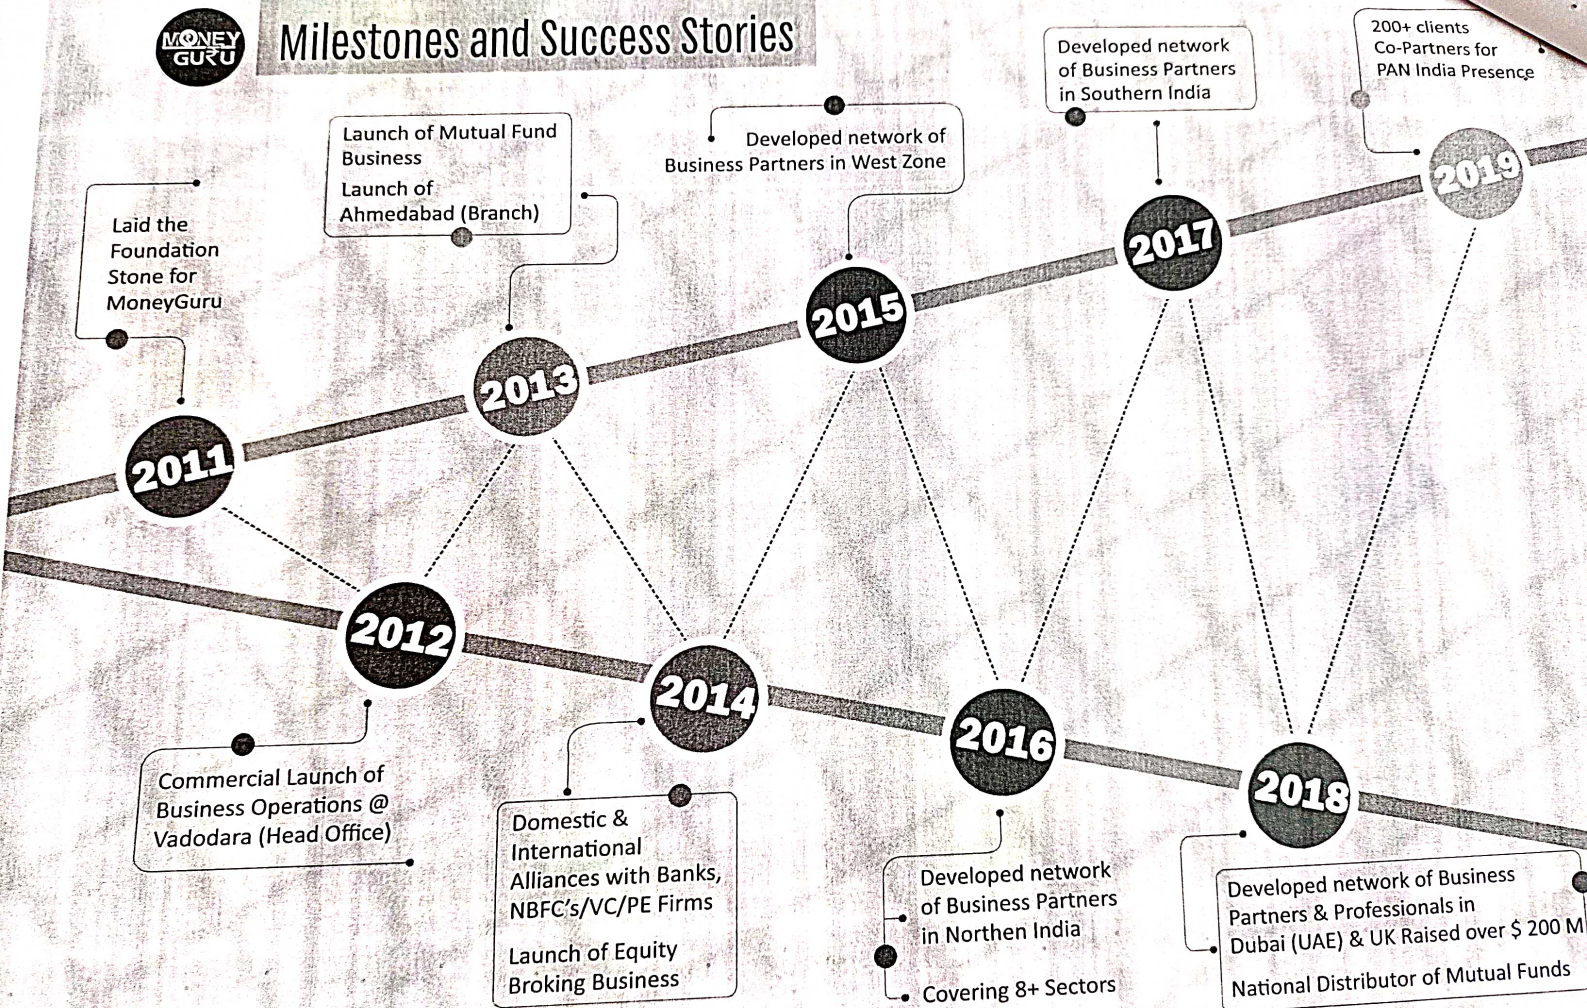 MONEY
GURU
Milestones and Success Stories
Laid the
Foundation
Stone for
MoneyGuru
2011
Commercial Launch of
Business Operations @
Vadodara (Head Office)
2012
Launch of Mutual Fund
Business
Launch of
Ahmedabad (Branch)
2013
Domestic &
International
Alliances with Banks,
NBFC's/VC/PE Firms
Launch of Equity
Broking Business
2014
Developed network of
Business Partners in West Zone
2015
Developed network
of Business Partners
in Northen India
Covering 8+ Sectors
2016
Developed network
of Business Partners
in Southern India
2017
Developed network of Business
Partners & Professionals in
Dubai (UAE) & UK Raised over $ 200 M
National Distributor of Mutual Funds
2018
200+ clients
Co-Partners for
PAN India Presence
2019